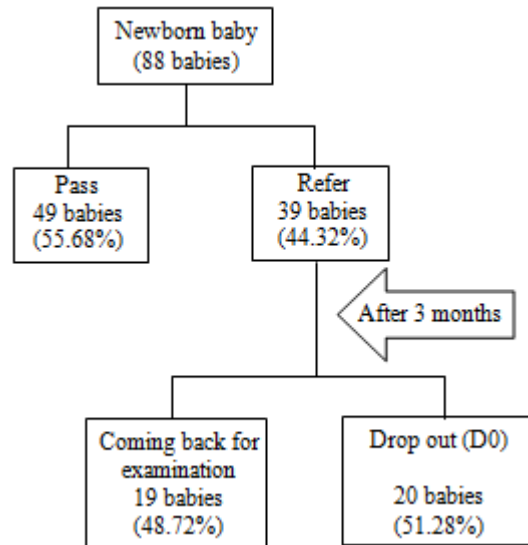 Newborn baby
(88 babies)
Pass
49 babies
(55.68%)
Refer
39 babies
(44.32%)
After 3 months
Coming back for
examination
19 babies
(48.72%)
Drop out (D0)
20 babies
(51.28%)